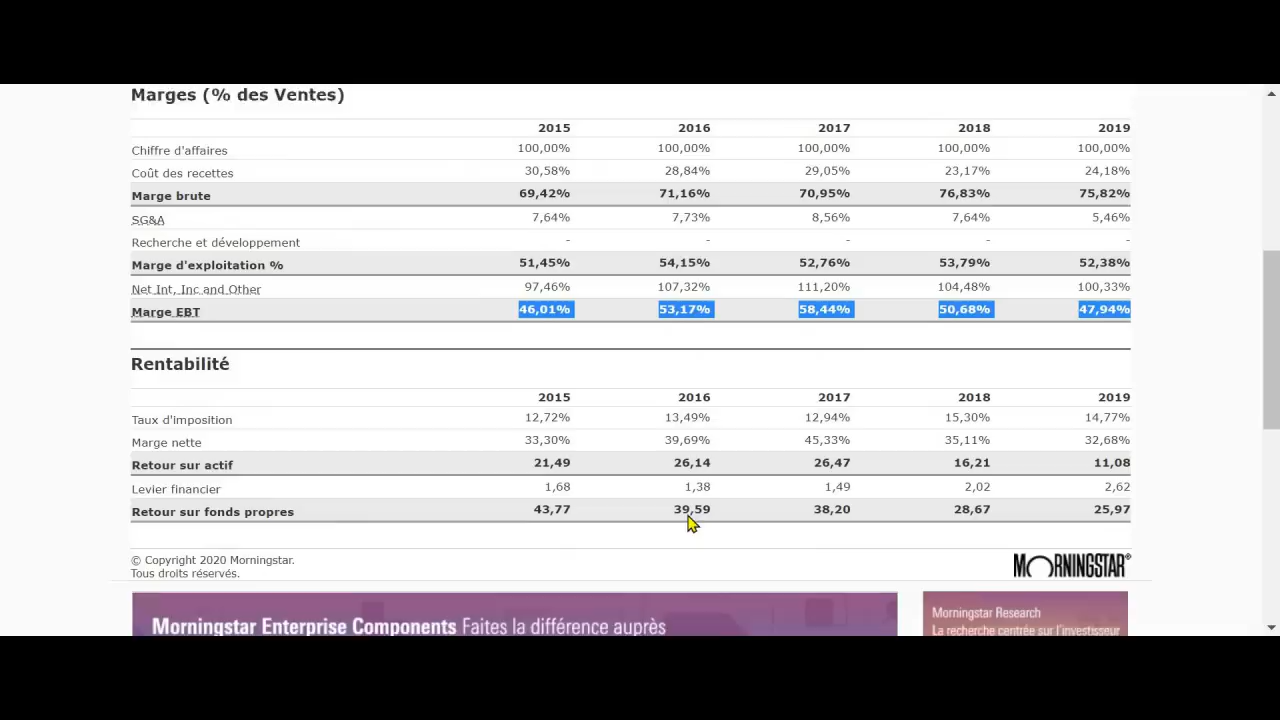 Marges (% des Ventes)
2015 2016 2017 2018 2019
Chiffre d'affaires 100,00% 100,00% 100,00% 100,00% 100,00%
Coût des recettes 30,58% 28,84% 29,05% 23,17% 24,18%
Marge brute 69,42% 71,16% 70,95% 76,83% 75,82%
SG&A 7,64% 7,73% 8,56% 7,64% 5,46%
Recherche et développement - - - - -
Marge d'exploitation % 51,45% 54,15% 52,76% 53,79% 52,38%
Net Int, Inc and Other 97,46% 107,32% 111,20% 104,48% 100,33%
Marge EBT 46,01% 53,17% 58,44% 50,68% 47,94%
Rentabilité
2015 2016 2017 2018 2019
Taux d'imposition 12,72% 13,49% 12,94% 15,30% 14,77%
Marge nette 33,30% 39,69% 45,33% 35,11% 32,68%
Retour sur actif 21,49 26,14 26,47 16,21 11,08
Levier financier 1,68 1,38 1,49 2,02 2,62
Retour sur fonds propres 43,77 39,59 38,20 28,67 25,97
© Copyright 2020 Morningstar.
Tous droits réservés.
MORNINGSTAR®
Morningstar Enterprise Components Faites la différence auprès
Morningstar Research
La recherche centrée sur l'investisseur